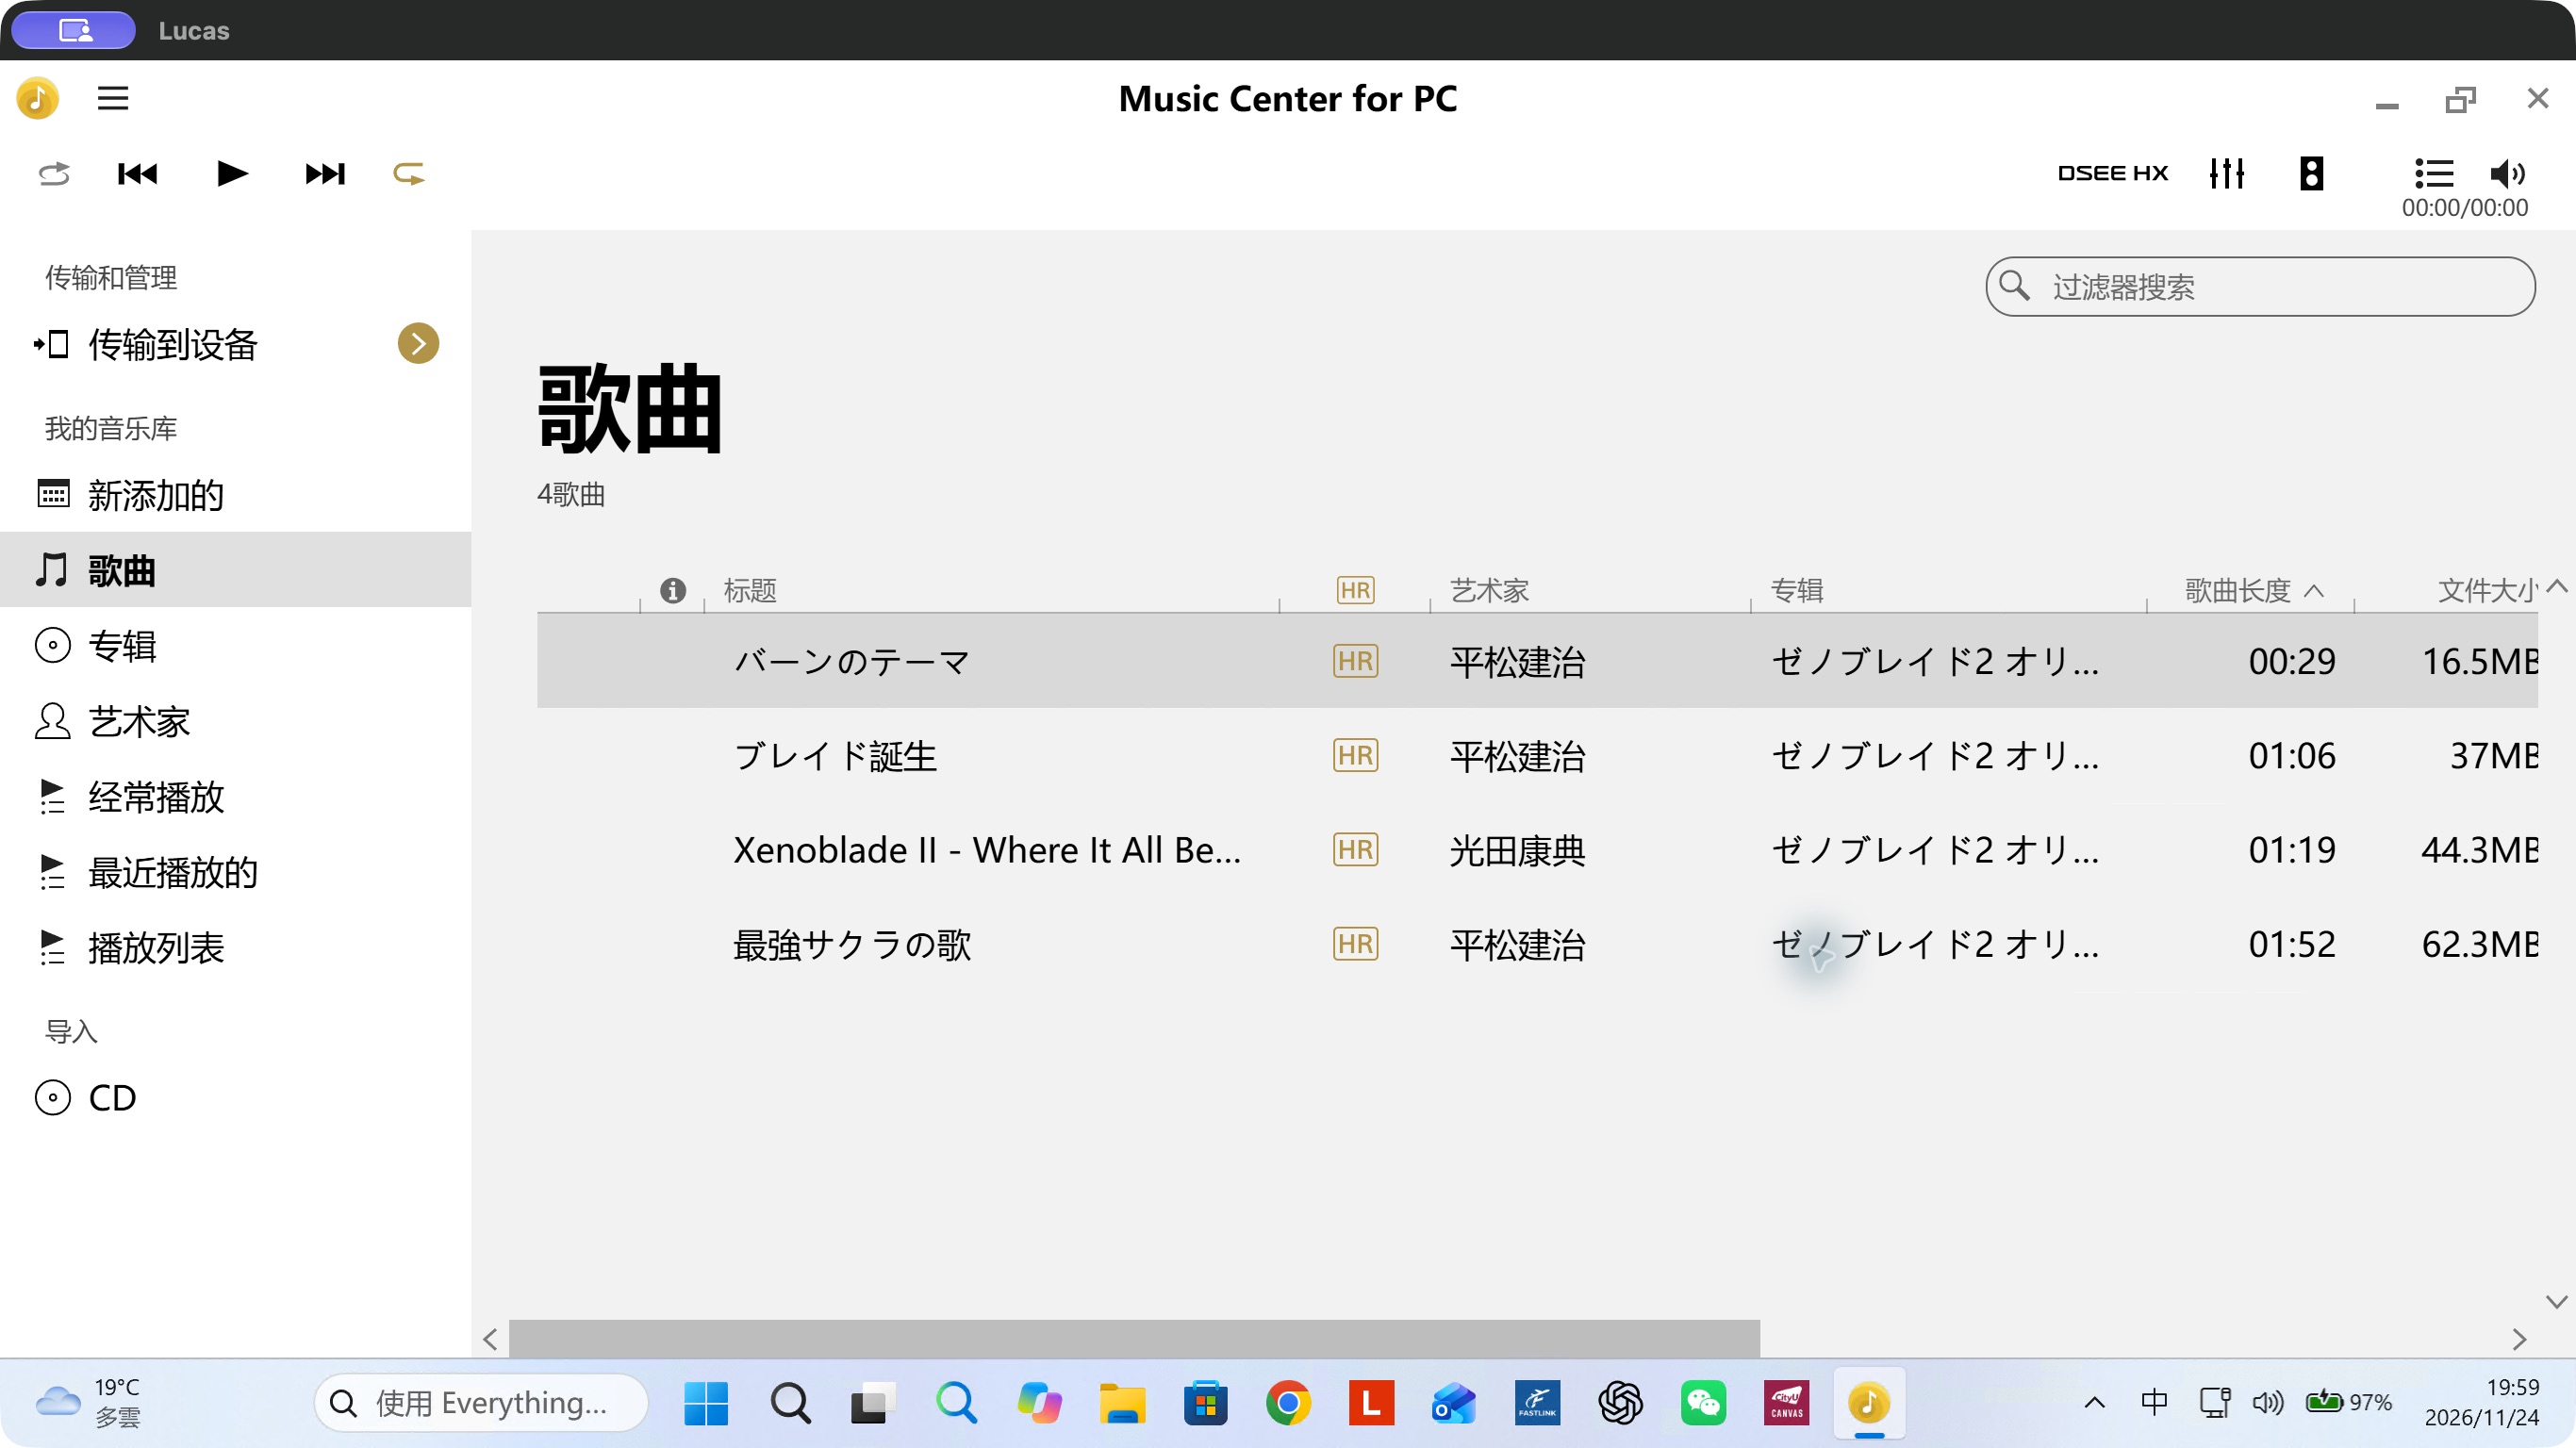 Lucas
Music Center for PC
DSEE HX
00:00/00:00
传输和管理
传输到设备
我的音乐库
新添加的
歌曲
专辑
艺术家
经常播放
最近播放的
播放列表
导入
CD
过滤器搜索
歌曲
4歌曲
标题 HR 艺术家 专辑 歌曲长度 文件大小
バーンのテーマ HR 平松建治 ゼノブレイド2 オリ... 00:29 16.5MB
ブレイド誕生 HR 平松建治 ゼノブレイド2 オリ... 01:06 37MB
Xenoblade II - Where It All Be... HR 光田康典 ゼノブレイド2 オリ... 01:19 44.3MB
最強サクラの歌 HR 平松建治 ゼノブレイド2 オリ... 01:52 62.3MB
19°C
多雲
使用 Everything...
L
FASTLINK
CityU
CANVAS
中
97%
19:59
2026/11/24